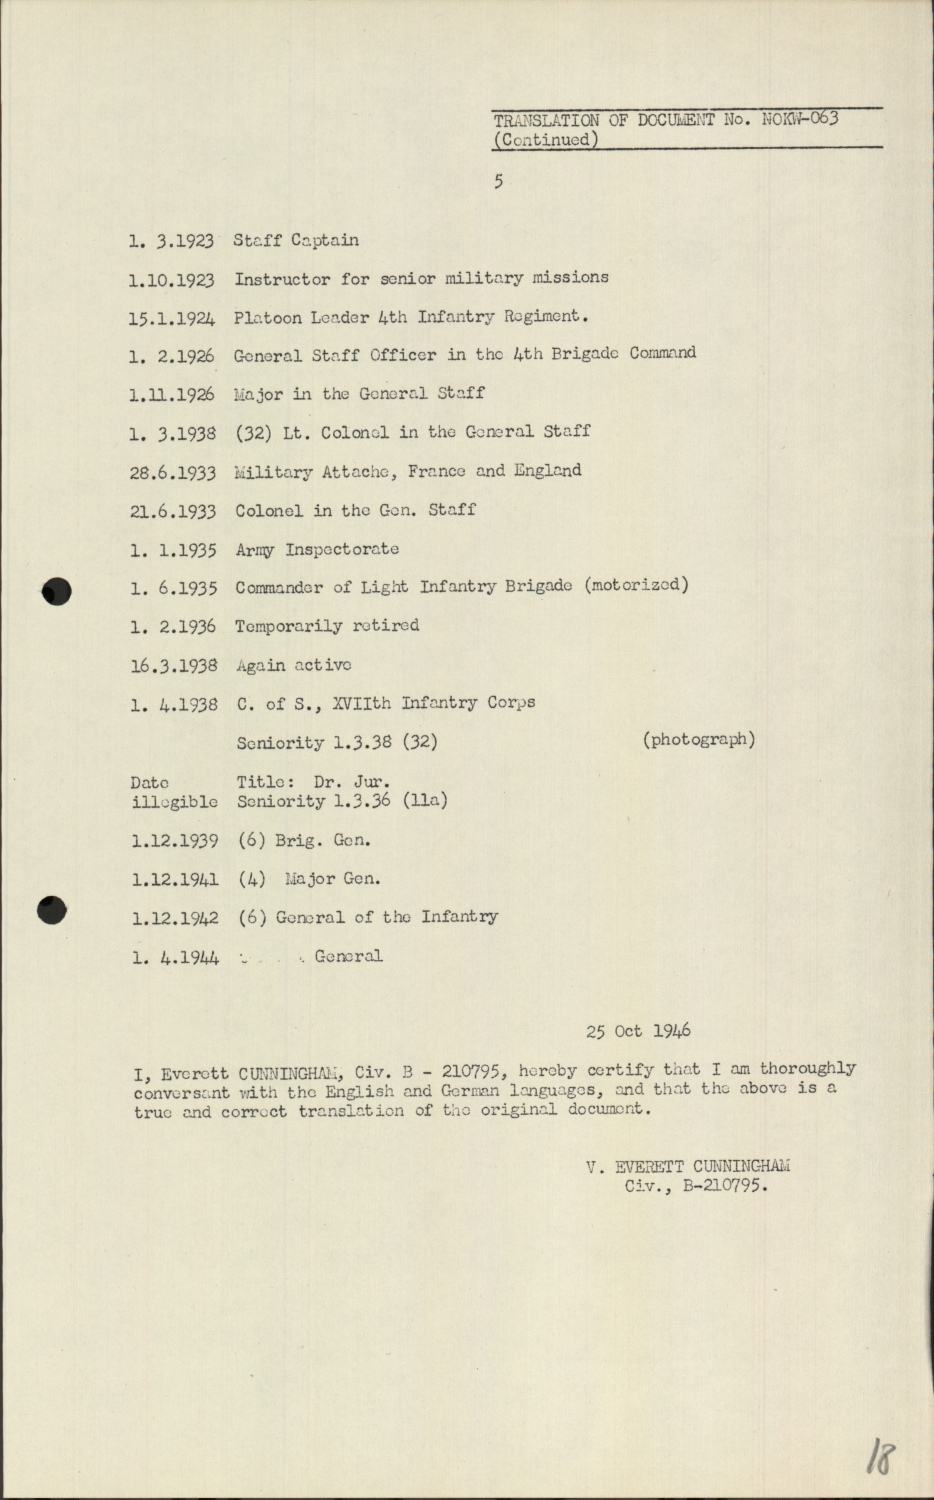 TRANSLATION OF DOCUMENT No. NOKW-063
(Continued)
5
1. 3.1923 Staff Captain
1.10.1923 Instructor for senior military missions
15.1.1924 Platoon Leader 4th Infantry Regiment.
1. 2.1926 General Staff Officer in the 4th Brigade Command
1.11.1926 Major in the General Staff
1. 3.1938 (32) Lt. Colonel in the General Staff
28.6.1933 Military Attache, France and England
21.6.1933 Colonel in the Gen. Staff
1. 1.1935 Army Inspectorate
1. 6.1935 Commander of Light Infantry Brigade (motorized)
1. 2.1936 Temporarily retired
16.3.1938 Again active
1. 4.1938 C. of S., XVIIth Infantry Corps
Seniority 1.3.38 (32) (photograph)
Date Title: Dr. Jur.
illegible Seniority 1.3.36 (11a)
1.12.1939 (6) Brig. Gen.
1.12.1941 (4) Major Gen.
1.12.1942 (6) General of the Infantry
1. 4.1944 General
25 Oct 1946
I, Everett CUNNINGHAM, Civ. B - 210795, hereby certify that I am thoroughly
conversant with the English and German languages, and that the above is a
true and correct translation of the original document.
V. EVERETT CUNNINGHAM
Civ., B-210795.
18